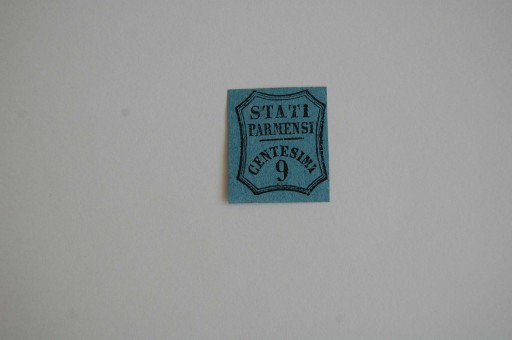 STATI
PARMENSI
CENTESIMI
9